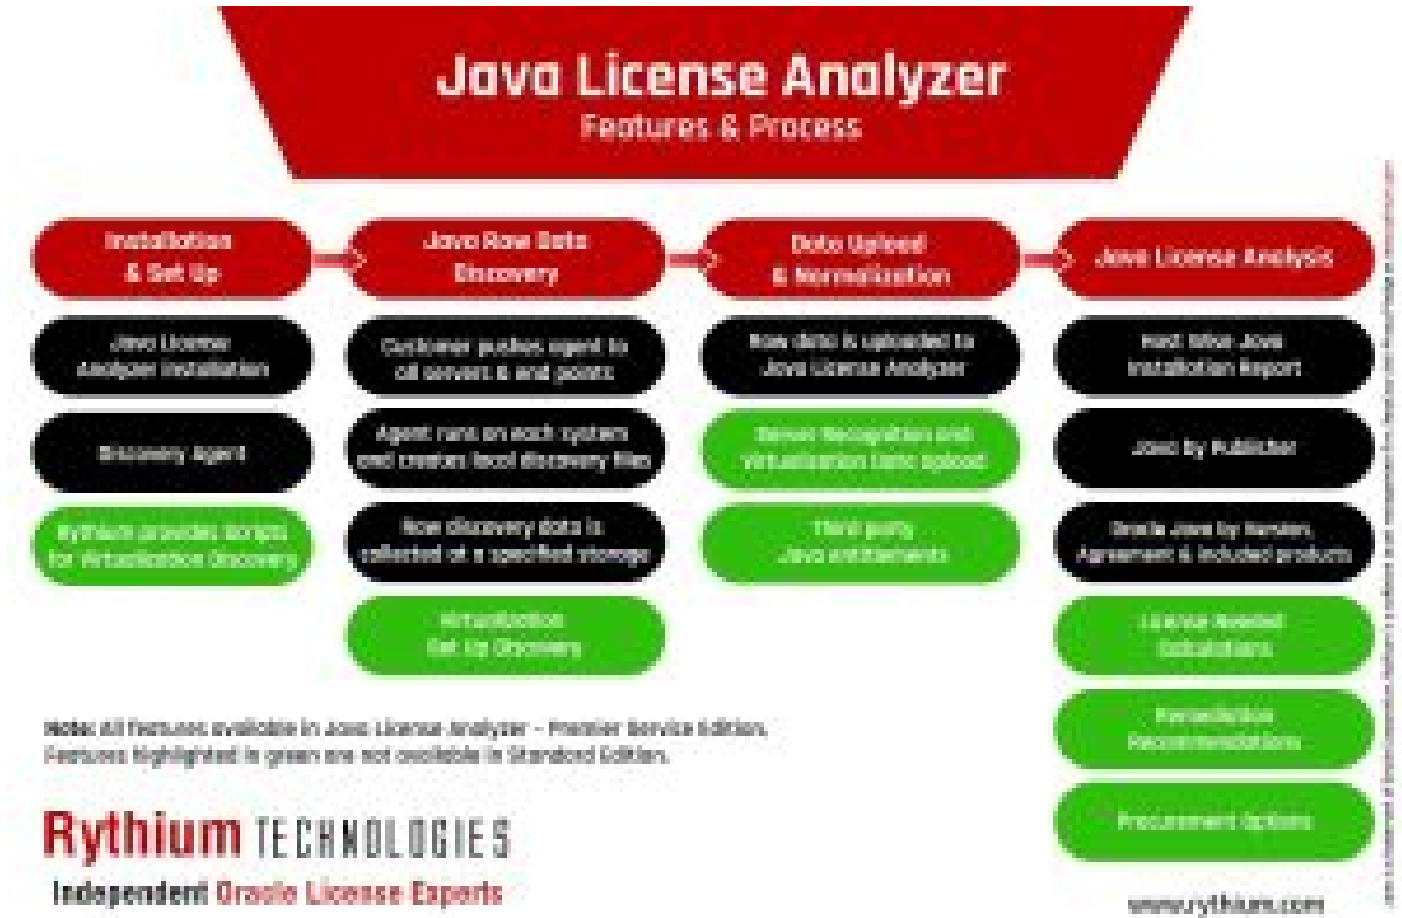 Java License Analyzer
Features & Process
Installation
& Set Up
Java Raw Data
Discovery
Data Upload
& Normalization
Java License Analysis
Java License
Analyzer Installation
Discovery Agent
Rythium provides scripts
for Virtualization Discovery
Customer pushes agent to
all servers & end points
Agent runs on each system
and creates local discovery files
Raw discovery data is
collected at a specified storage
Virtualization
Set Up Discovery
Raw data is uploaded to
Java License Analyzer
Server Recognition and
Virtualization Data Upload
Third party
Java entitlements
Host Wise Java
Installation Report
Java by Publisher
Oracle Java by Version,
Agreement & included products
License Needed
Calculations
Remediation
Recommendations
Procurement Options
Note: All features available in Java License Analyzer - Premier Service Edition.
Features highlighted in green are not available in Standard Edition.
Rythium TECHNOLOGIES
Independent Oracle License Experts
www.rythium.com